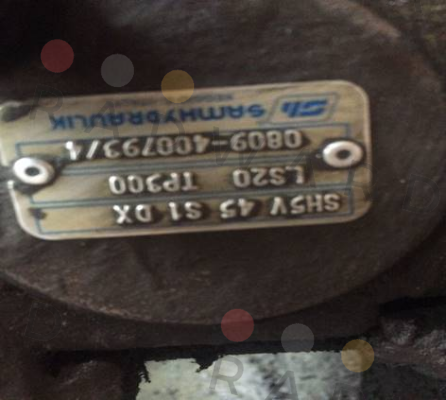 SH5V 45 S1 DX
LS20 TP300
0809-400793/4
SAMHYDRAULIK